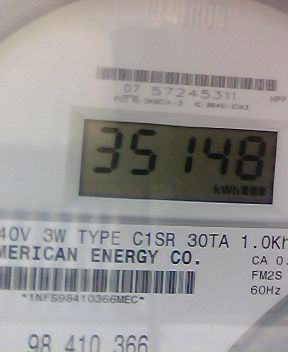 07 57245311
35148
kWh
40V 3W TYPE C1SR 30TA 1.0Kh
MERICAN ENERGY CO.
CA 0.
FM2S
60Hz
*1NFS98410366MEC*
98 410 366